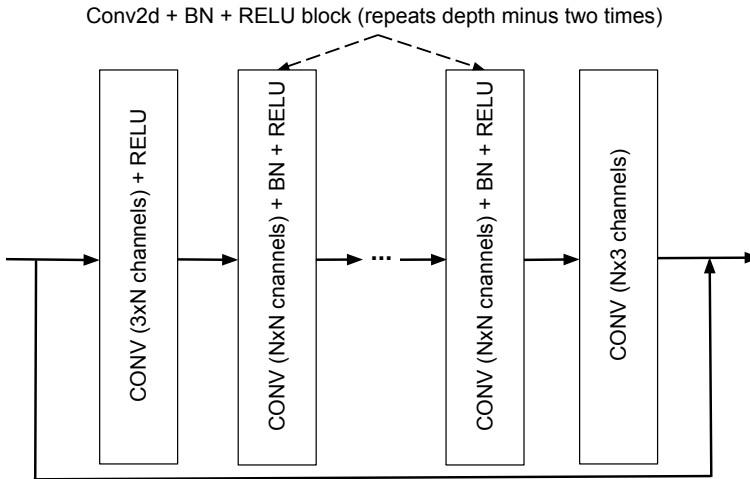 Conv2d + BN + RELU block (repeats depth minus two times)
CONV (3xN channels) + RELU
CONV (NxN cnannels) + BN + RELU
...
CONV (NxN cnannels) + BN + RELU
CONV (Nx3 channels)